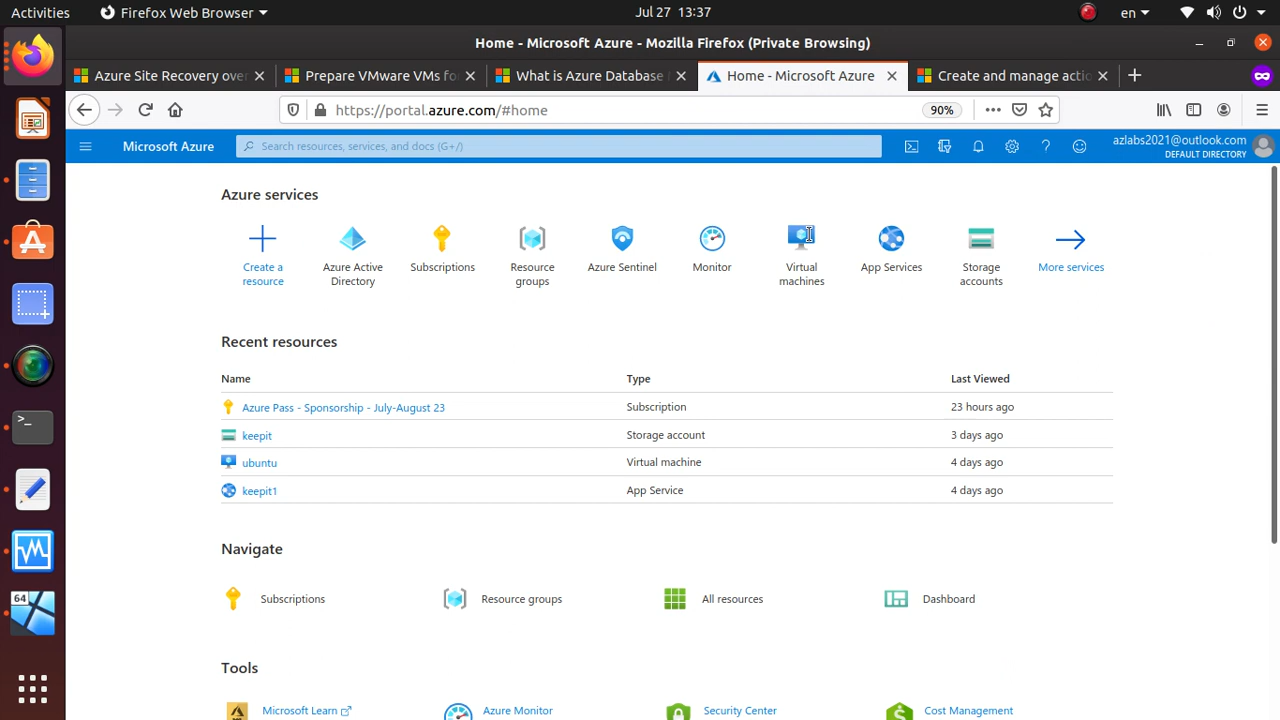 Activities Firefox Web Browser Jul 27 13:37 en
Home - Microsoft Azure - Mozilla Firefox (Private Browsing)
Azure Site Recovery over Prepare VMware VMs for What is Azure Database Home - Microsoft Azure Create and manage actio
https://portal.azure.com/#home 90%
Microsoft Azure Search resources, services, and docs (G+/) azlabs2021@outlook.com
DEFAULT DIRECTORY
Azure services
Create a resource
Azure Active Directory
Subscriptions
Resource groups
Azure Sentinel
Monitor
Virtual machines
App Services
Storage accounts
More services
Recent resources
Name Type Last Viewed
Azure Pass - Sponsorship - July-August 23 Subscription 23 hours ago
keepit Storage account 3 days ago
ubuntu Virtual machine 4 days ago
keepit1 App Service 4 days ago
Navigate
Subscriptions Resource groups All resources Dashboard
Tools
Microsoft Learn Azure Monitor Security Center Cost Management
>_
64